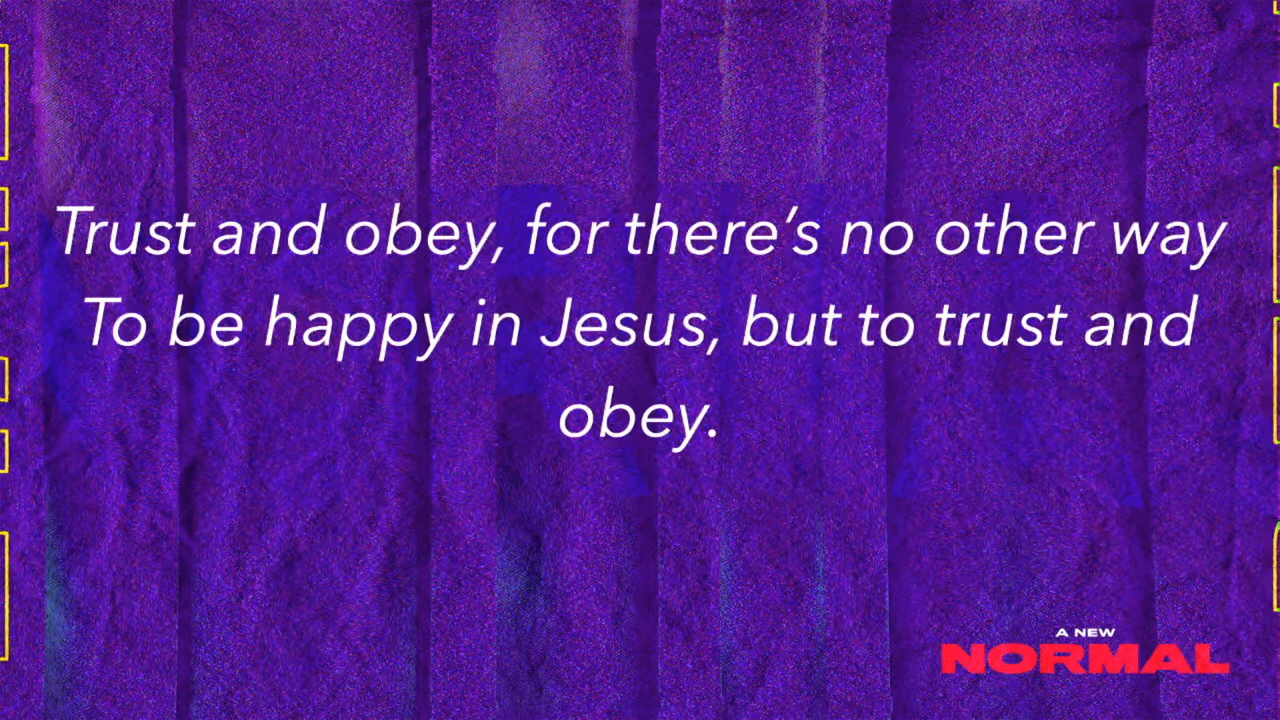 Trust and obey, for there’s no other way
To be happy in Jesus, but to trust and
obey.
A NEW
NORMAL